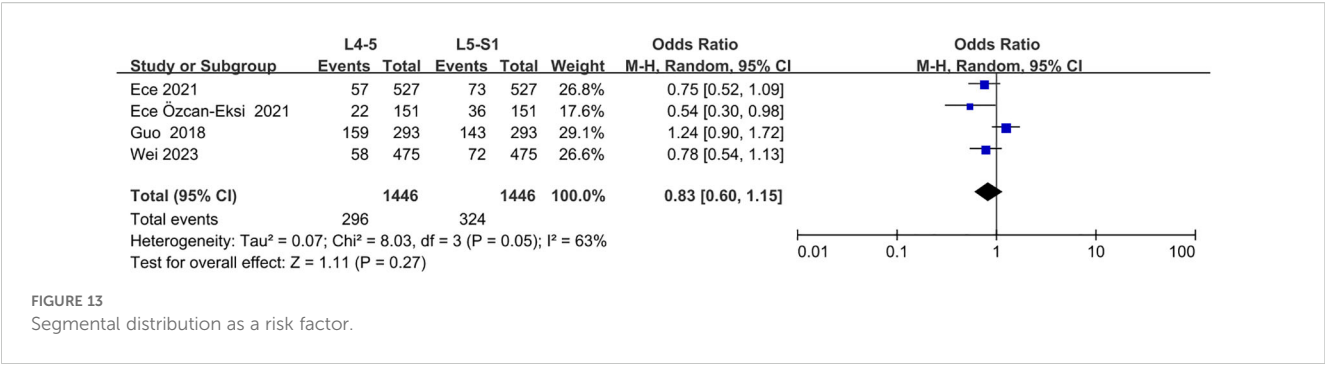 L4-5 L5-S1 Odds Ratio Odds Ratio
Study or Subgroup Events Total Events Total Weight M-H, Random, 95% CI M-H, Random, 95% CI
Ece 2021 57 527 73 527 26.8% 0.75 [0.52, 1.09]
Ece Özcan-Eksi 2021 22 151 36 151 17.6% 0.54 [0.30, 0.98]
Guo 2018 159 293 143 293 29.1% 1.24 [0.90, 1.72]
Wei 2023 58 475 72 475 26.6% 0.78 [0.54, 1.13]
Total (95% CI) 1446 1446 100.0% 0.83 [0.60, 1.15]
Total events 296 324
Heterogeneity: Tau² = 0.07; Chi² = 8.03, df = 3 (P = 0.05); I² = 63%
Test for overall effect: Z = 1.11 (P = 0.27)
0.01 0.1 1 10 100
FIGURE 13
Segmental distribution as a risk factor.